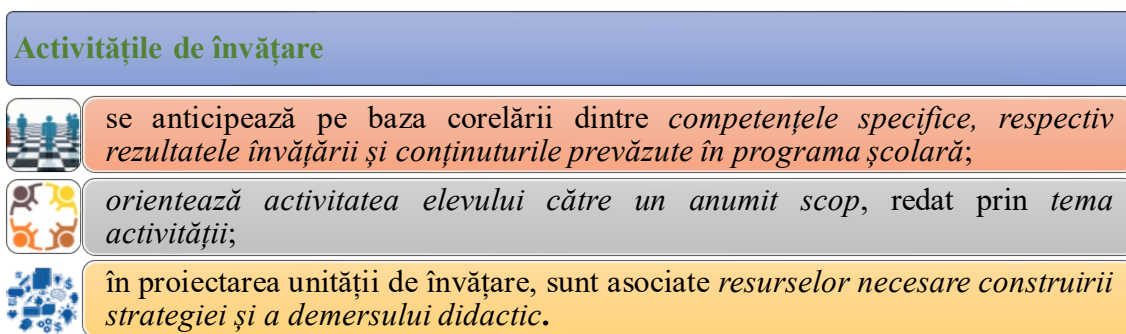 Activitățile de învățare
se anticipează pe baza corelării dintre competențele specifice, respectiv
rezultatele învățării și conținuturile prevăzute în programa școlară;
orientează activitatea elevului către un anumit scop, redat prin tema
activității;
în proiectarea unității de învățare, sunt asociate resurselor necesare construirii
strategiei și a demersului didactic.